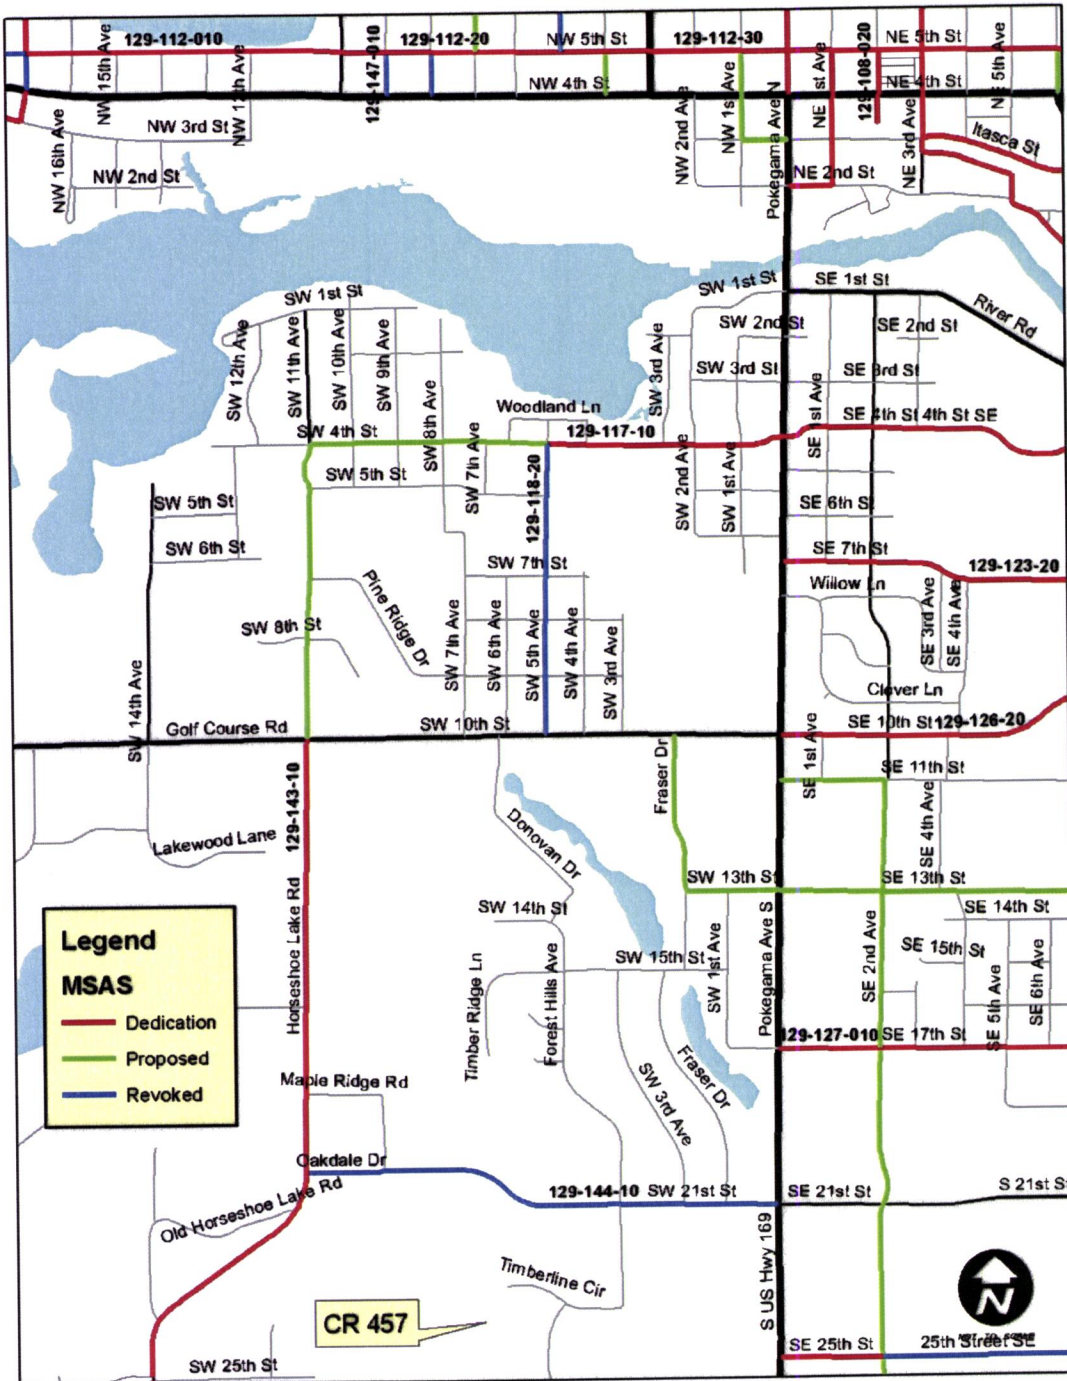 129-112-010
129-147-010
129-112-20
NW 5th St
129-112-30
129-108-020
NE 5th St
NW 15th Ave
NW 4th St
NE 1st Ave
NE 4th St
NE 5th Ave
NW 16th Ave
NW 3rd St
NW 2nd Ave
NW 1st Ave
Pokegama Ave N
NE 3rd Ave
Itasca St
NW 2nd St
NE 2nd St
SW 1st St
SE 1st St
SW 1st St
River Rd
SW 2nd St
SE 2nd St
SW 12th Ave
SW 11th Ave
SW 10th Ave
SW 9th Ave
SW 8th Ave
SW 3rd Ave
SW 3rd St
SE 3rd St
Woodland Ln
SE 1st Ave
SE 4th St 4th St SE
SW 4th St
129-117-10
SW 5th St
SW 7th Ave
129-118-20
SW 2nd Ave
SW 1st Ave
SW 5th St
SE 6th St
SW 6th St
SW 7th St
SE 7th St
129-123-20
Pine Ridge Dr
Willow Ln
SW 8th St
SW 7th Ave
SW 6th Ave
SW 5th Ave
SW 4th Ave
SW 3rd Ave
SE 3rd Ave
SE 4th Ave
SW 14th Ave
Clover Ln
Golf Course Rd
SW 10th St
SE 10th St
129-126-20
SE 1st Ave
Fraser Dr
SE 11th St
129-143-10
Lakewood Lane
Donovan Dr
SE 4th Ave
SW 13th St
SE 13th St
Legend
MSAS
Dedication
Proposed
Revoked
Horseshoe Lake Rd
SW 14th St
SE 14th St
Timber Ridge Ln
Forest Hills Ave
SW 15th St
SW 1st Ave
Pokegama Ave S
SE 2nd Ave
SE 15th St
SE 5th Ave
SE 6th Ave
129-127-010
SE 17th St
Maple Ridge Rd
SW 3rd Ave
Fraser Dr
Oakdale Dr
129-144-10
SW 21st St
SE 21st St
S 21st S
Old Horseshoe Lake Rd
S US Hwy 169
Timberline Cir
CR 457
N
SW 25th St
SE 25th St
25th Street SE